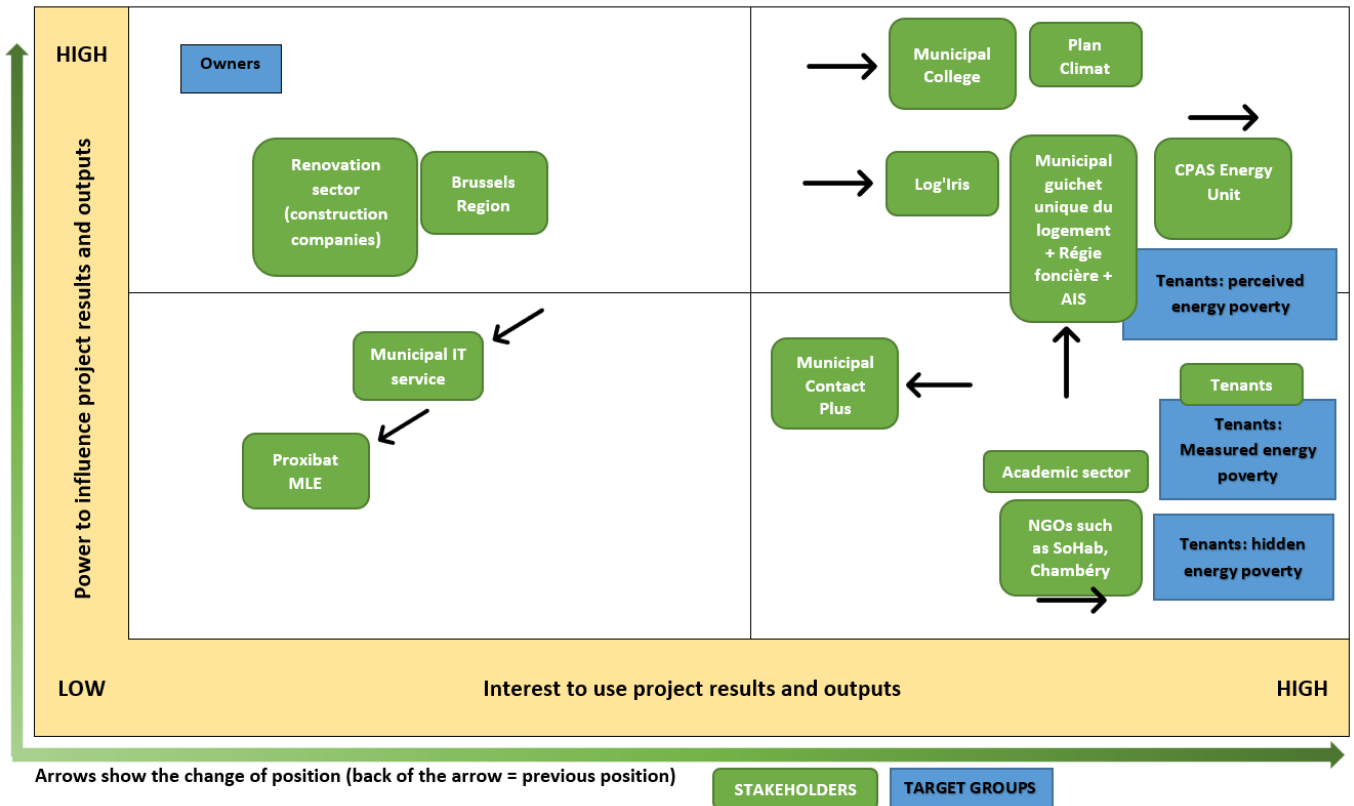 HIGH
Power to influence project results and outputs
Owners
Renovation
sector
(construction
companies)
Brussels
Region
Municipal
College
Plan
Climat
Log'Iris
Municipal
guichet
unique du
logement
+ Régie
foncière +
AIS
CPAS Energy
Unit
Tenants: perceived
energy poverty
Municipal IT
service
Proxibat
MLE
Municipal
Contact
Plus
Tenants
Tenants:
Measured energy
poverty
Academic sector
NGOs such
as SoHab,
Chambéry
Tenants: hidden
energy poverty
LOW
Interest to use project results and outputs
HIGH
Arrows show the change of position (back of the arrow = previous position)
STAKEHOLDERS
TARGET GROUPS